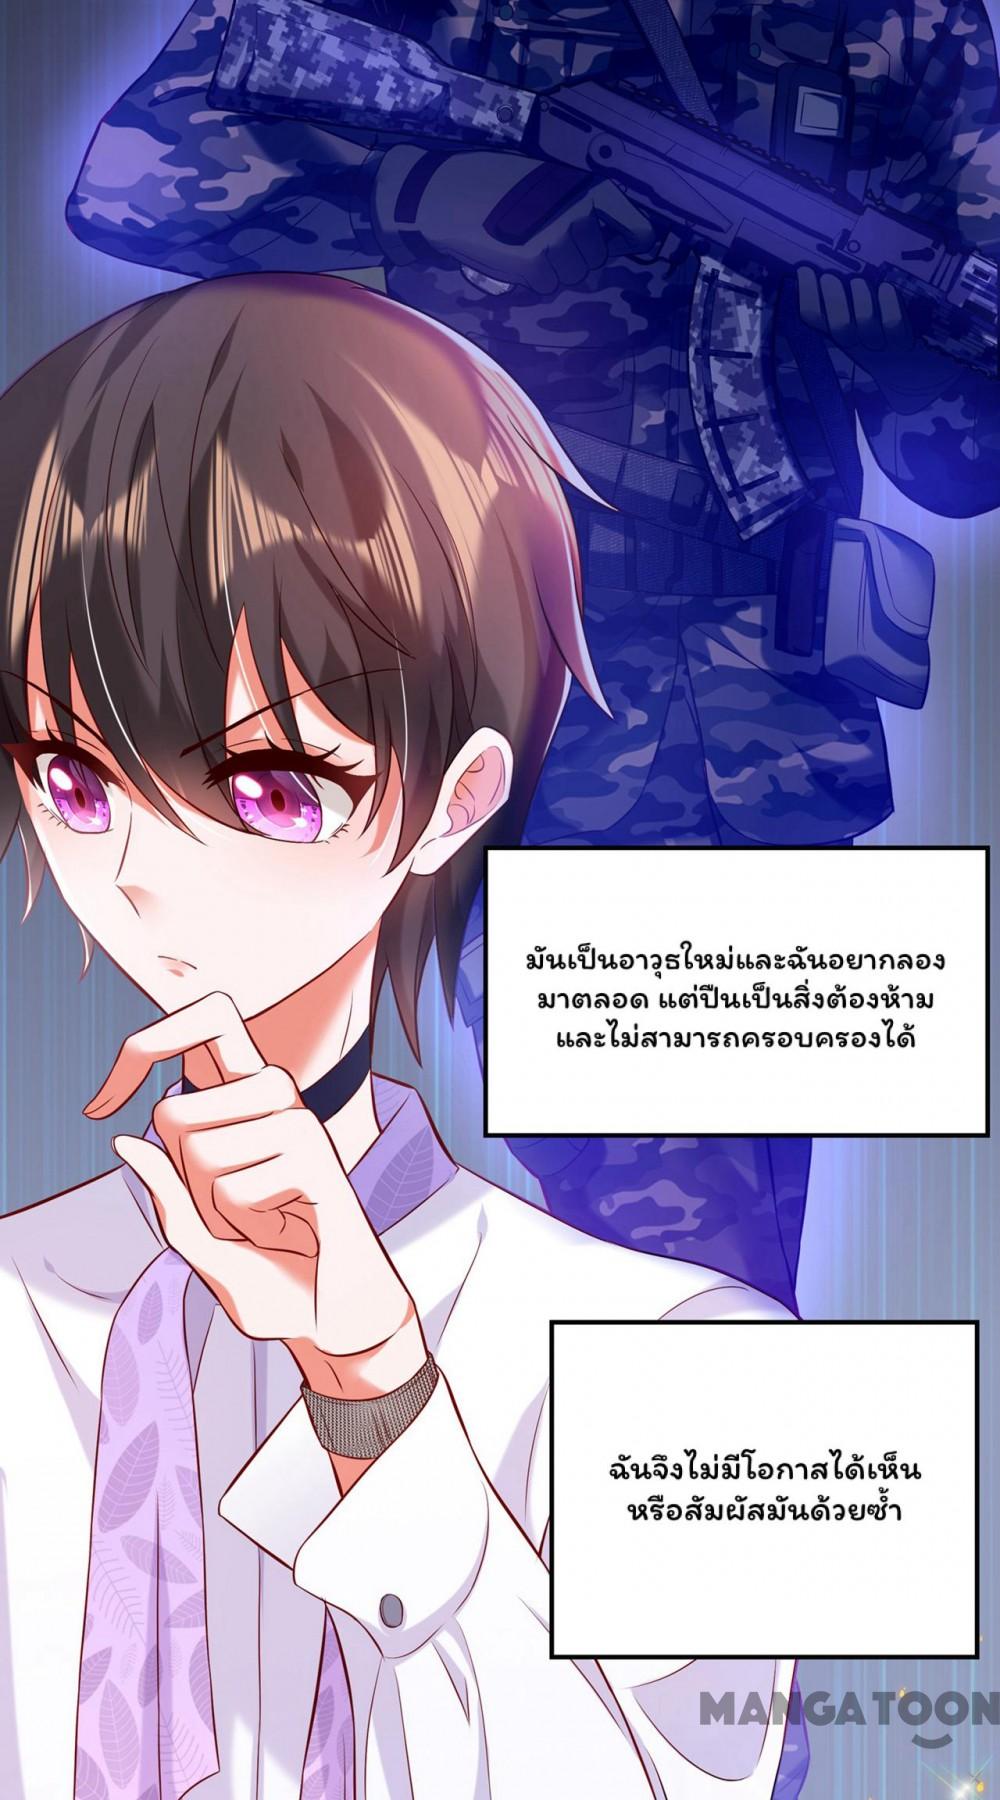 มันเป็นอาวุธใหม่และฉันอยากลอง
มาตลอด แต่ปืนเป็นสิ่งต้องห้าม
และไม่สามารถครอบครองได้
ฉันจึงไม่มีโอกาสได้เห็น
หรือสัมผัสมันด้วยซ้ำ
MANGATOON